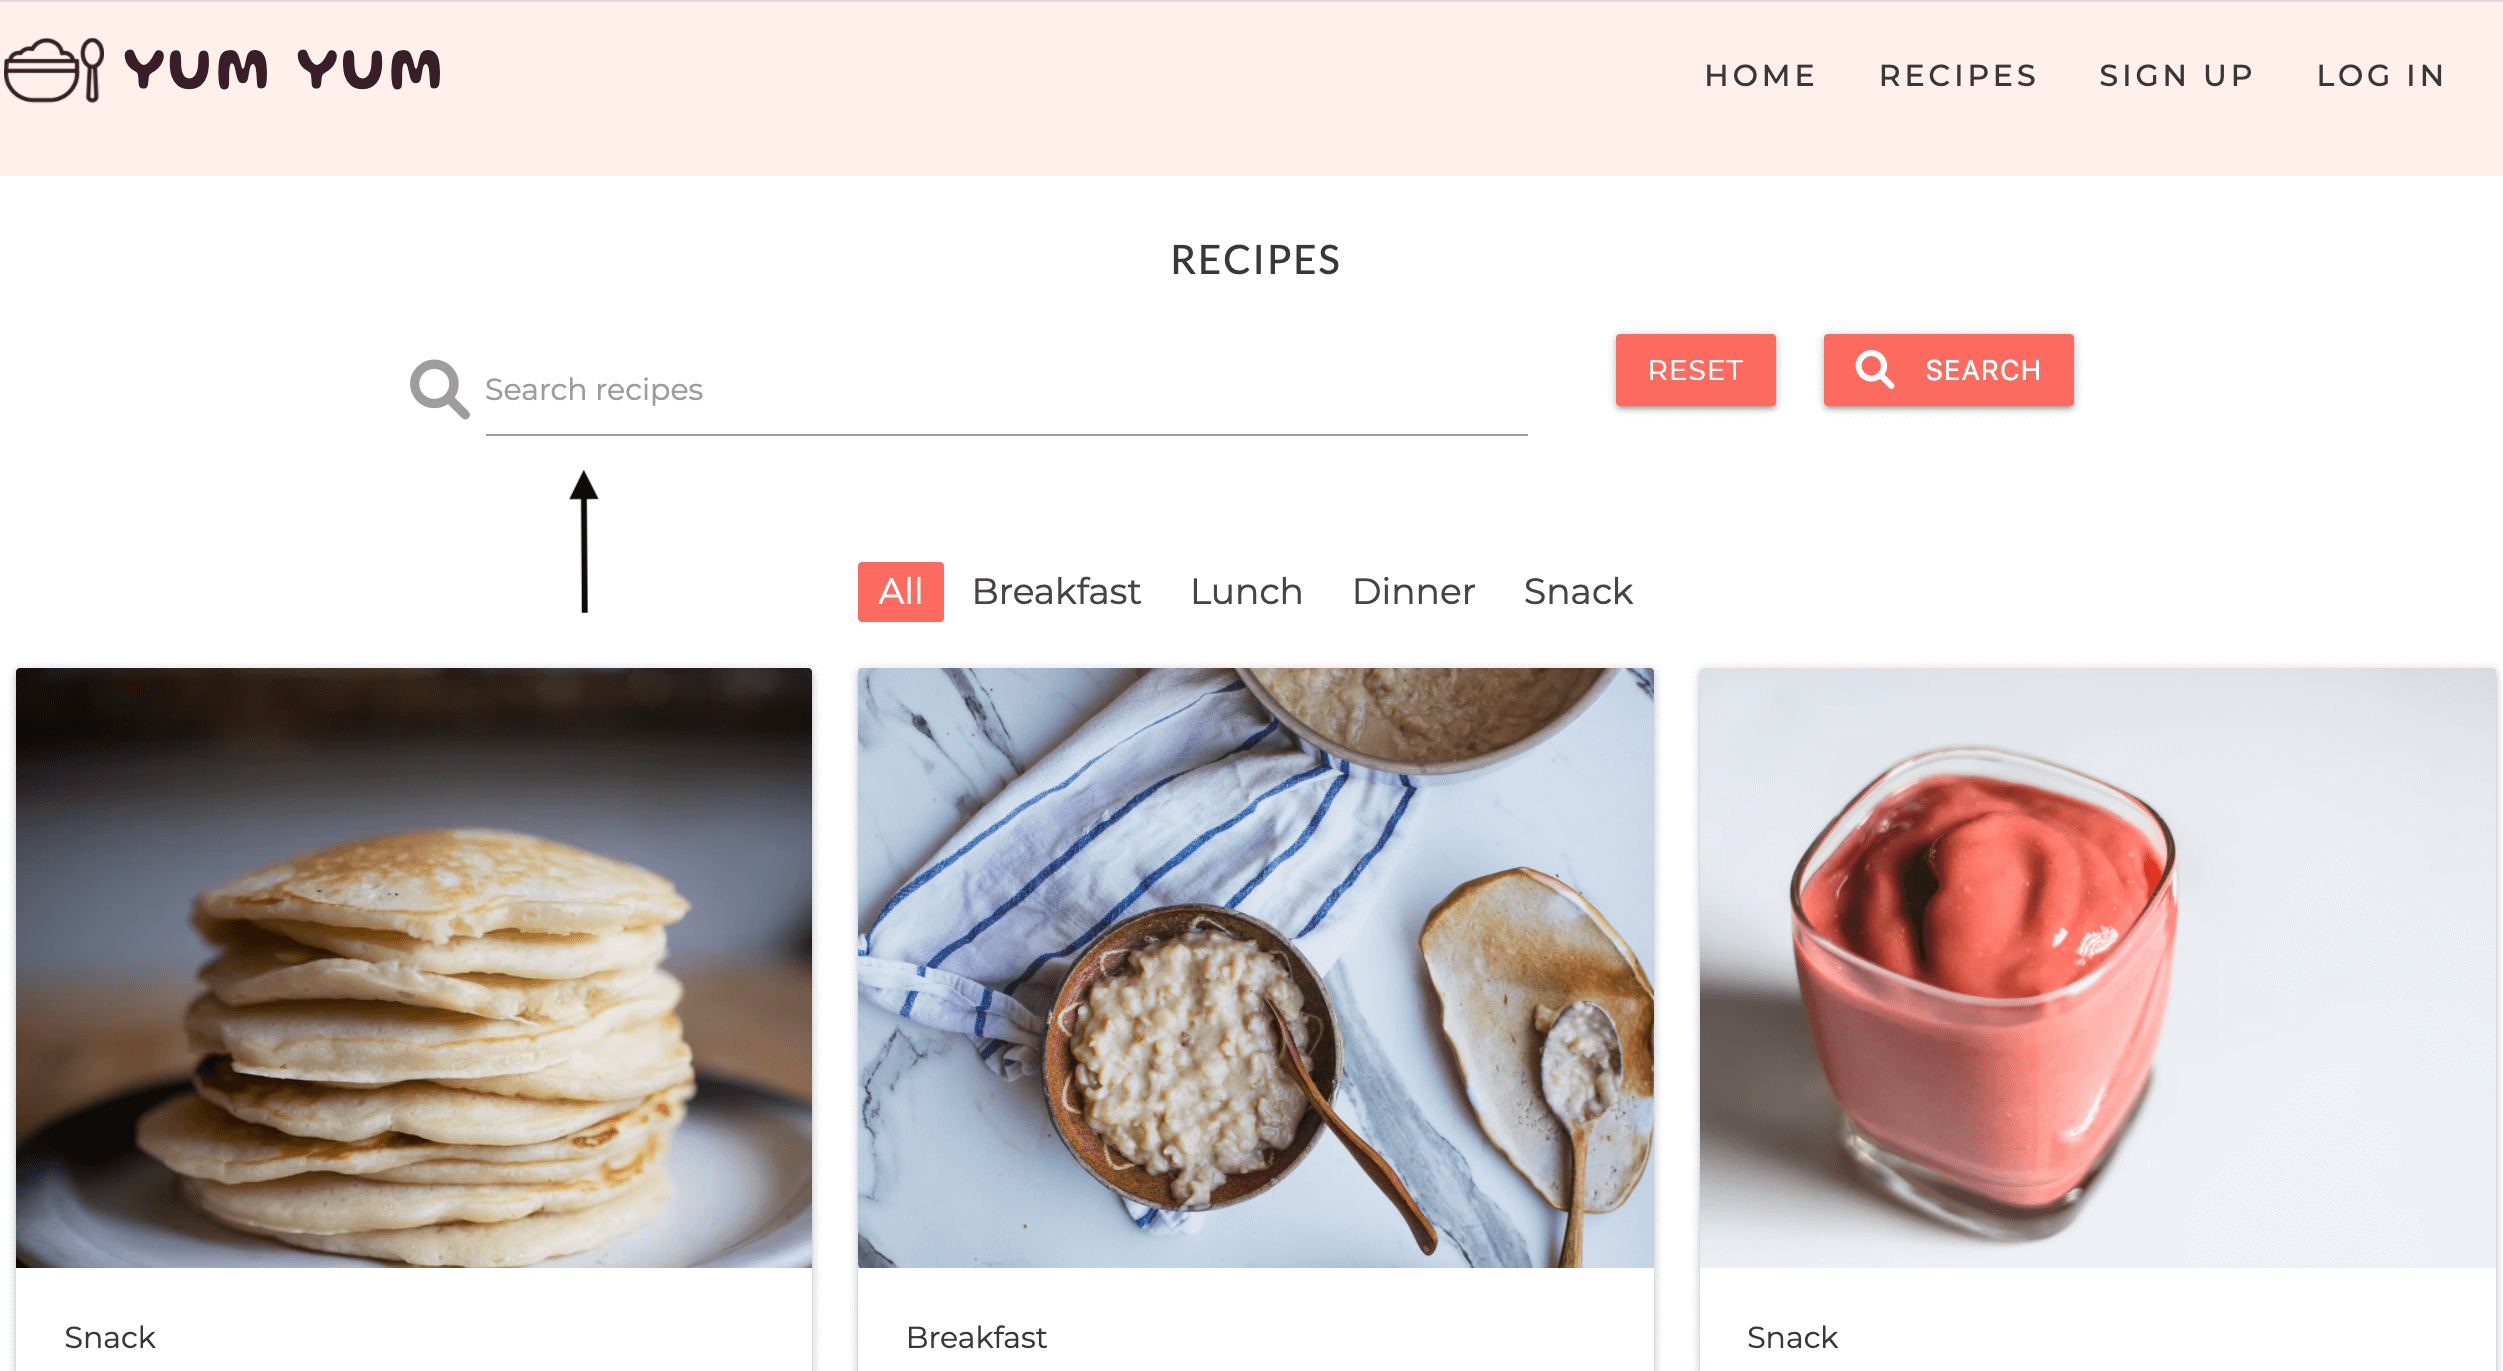 YUM YUM
HOME RECIPES SIGN UP LOG IN
RECIPES
Search recipes
RESET
SEARCH
All Breakfast Lunch Dinner Snack
Snack
Breakfast
Snack